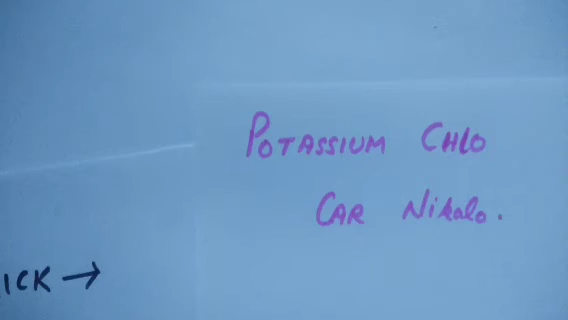 Potassium Chlo
Car Nikalo.
ICK →